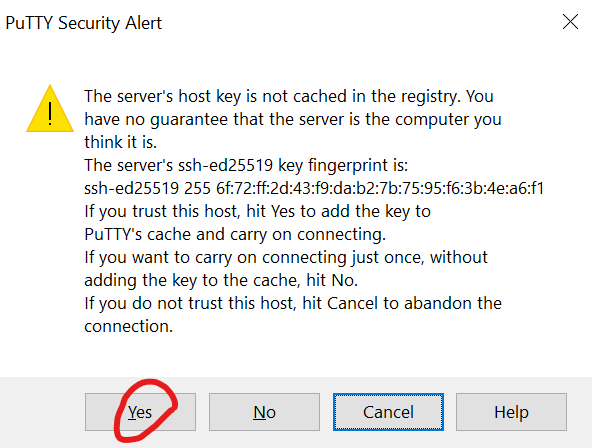 PuTTY Security Alert
The server's host key is not cached in the registry. You
have no guarantee that the server is the computer you
think it is.
The server's ssh-ed25519 key fingerprint is:
ssh-ed25519 255 6f:72:ff:2d:43:f9:da:b2:7b:75:95:f6:3b:4e:a6:f1
If you trust this host, hit Yes to add the key to
PuTTY's cache and carry on connecting.
If you want to carry on connecting just once, without
adding the key to the cache, hit No.
If you do not trust this host, hit Cancel to abandon the
connection.
Yes No Cancel Help